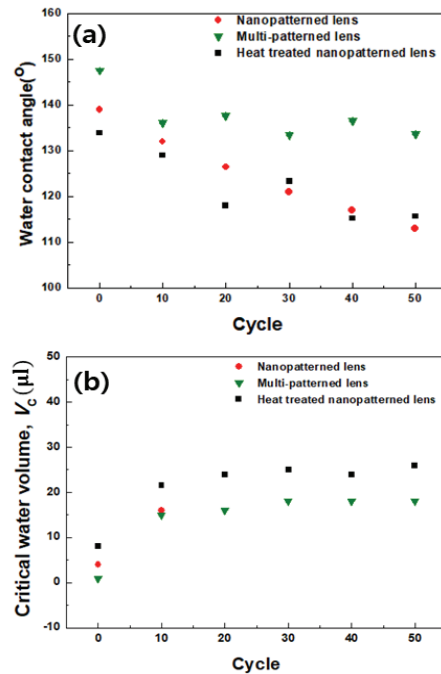 160
(a)
Nanopatterned lens
Multi-patterned lens
Heat treated nanopatterned lens
150
140
130
120
110
100
Water contact angle(°)
0 10 20 30 40 50
Cycle
50
(b)
Nanopatterned lens
Multi-patterned lens
Heat treated nanopatterned lens
40
30
20
10
0
-10
Critical water volume, VC (μl)
0 10 20 30 40 50
Cycle